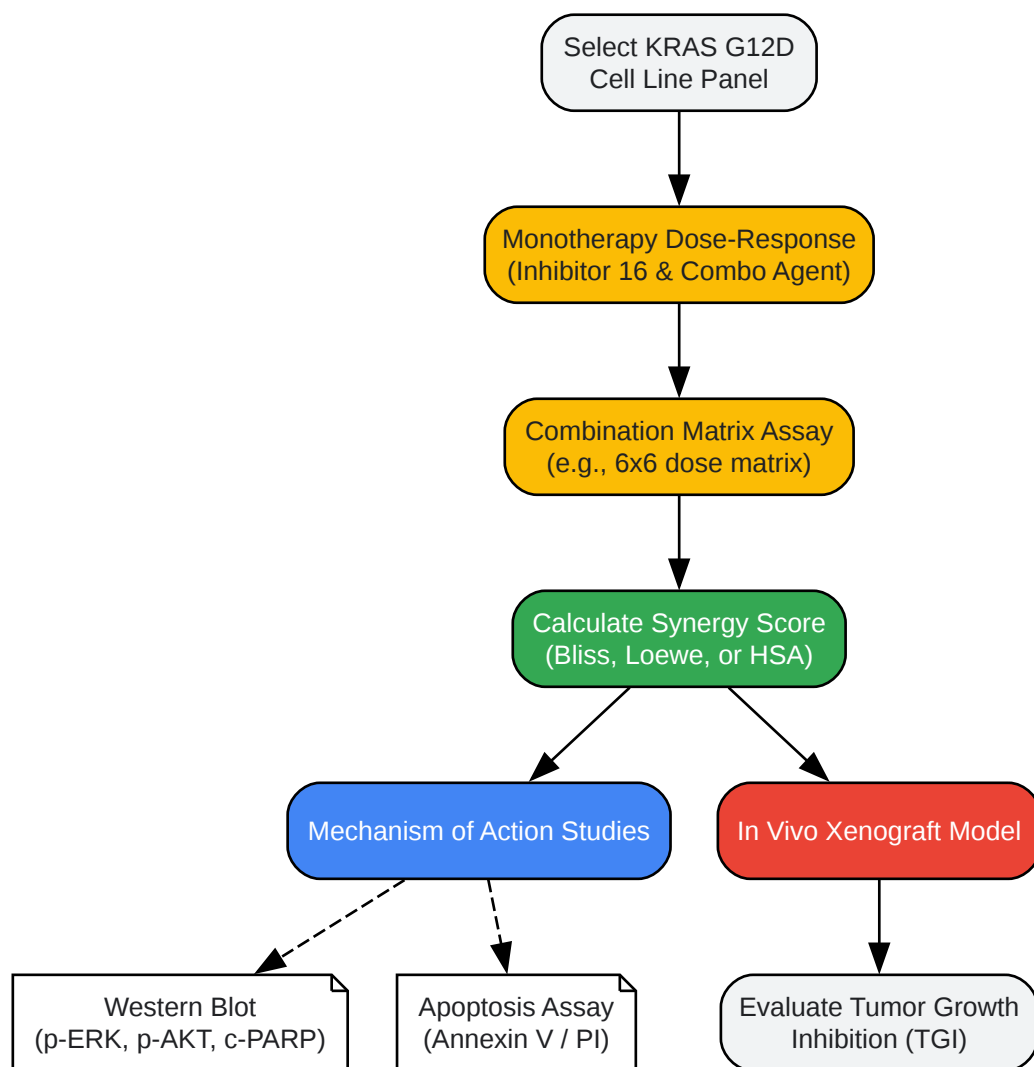 Select KRAS G12D
Cell Line Panel
Monotherapy Dose-Response
(Inhibitor 16 & Combo Agent)
Combination Matrix Assay
(e.g., 6x6 dose matrix)
Calculate Synergy Score
(Bliss, Loewe, or HSA)
Mechanism of Action Studies
In Vivo Xenograft Model
Western Blot
(p-ERK, p-AKT, c-PARP)
Apoptosis Assay
(Annexin V / PI)
Evaluate Tumor Growth
Inhibition (TGI)